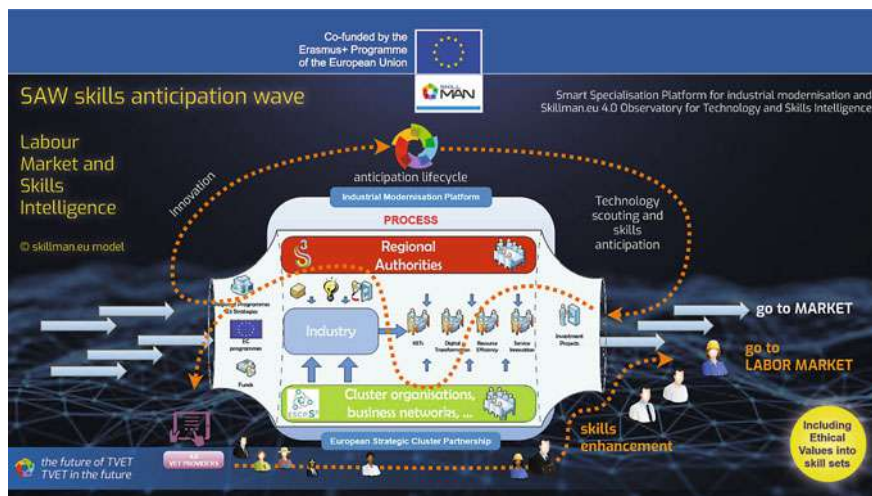 Co-funded by the
Erasmus+ Programme
of the European Union
SKILL
MAN
SAW skills anticipation wave
Smart Specialisation Platform for industrial modernisation and
Skillman.eu 4.0 Observatory for Technology and Skills Intelligence
Labour
Market and
Skills
Intelligence
© skillman.eu model
Innovation
anticipation lifecycle
Technology
scouting and
skills
anticipation
Industrial Modernisation Platform
PROCESS
S3
Regional
Authorities
Programmes
Strategies
EC
programmes
Funds
Industry
KETs
Digital
Transformation
Resource
Efficiency
Service
Innovation
Investment
Projects
Cluster organisations,
business networks, ...
European Strategic Cluster Partnership
go to MARKET
go to
LABOR MARKET
skills
enhancement
Including
Ethical
Values into
skill sets
the future of TVET
TVET in the future
VET PROVIDERS